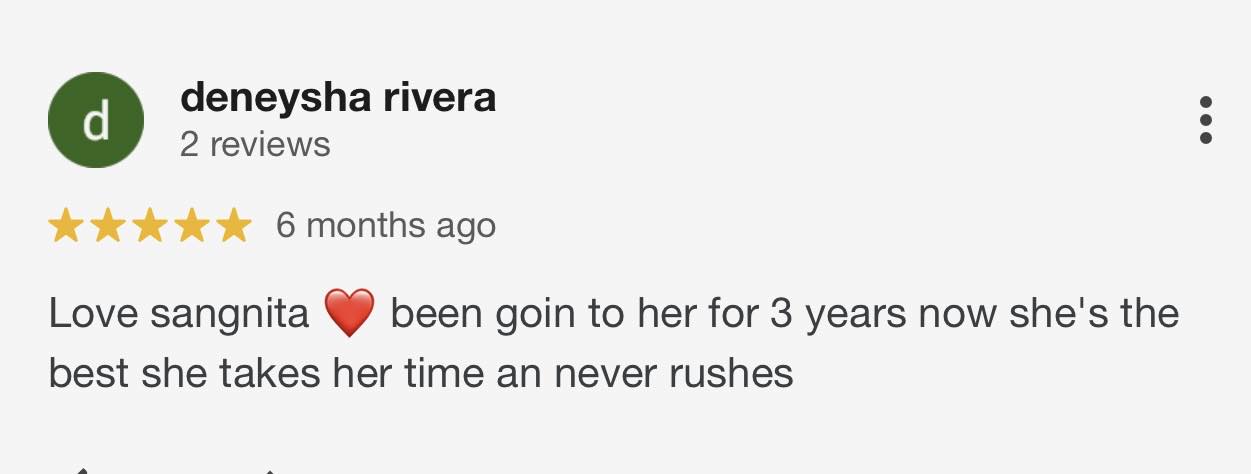 d
deneysha rivera
2 reviews
6 months ago
Love sangnita ❤️ been goin to her for 3 years now she's the
best she takes her time an never rushes